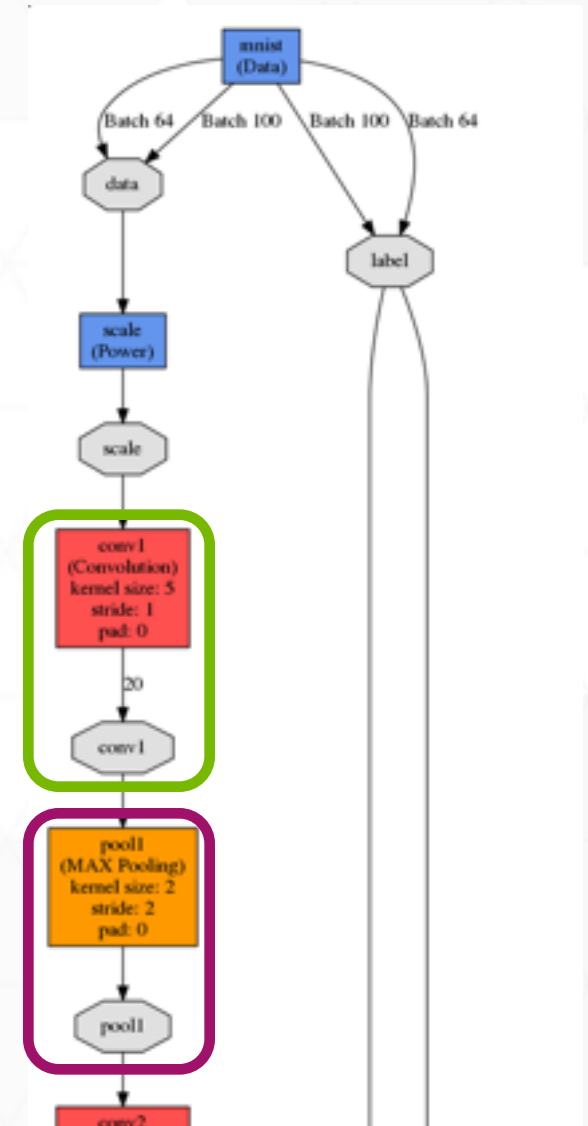 mnist
(Data)
Batch 64
Batch 100
Batch 100
Batch 64
data
label
scale
(Power)
scale
conv1
(Convolution)
kernel size: 5
stride: 1
pad: 0
20
conv1
pool1
(MAX Pooling)
kernel size: 2
stride: 2
pad: 0
pool1
conv2